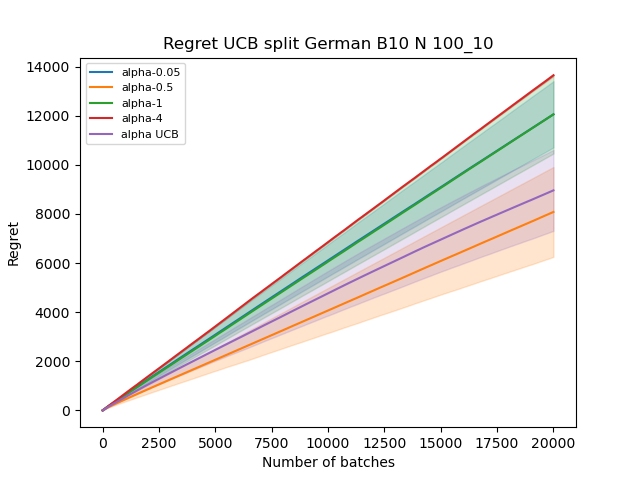 Regret UCB split German B10 N 100_10
alpha-0.05
alpha-0.5
alpha-1
alpha-4
alpha UCB
14000
12000
10000
8000
6000
4000
2000
0
Regret
0 2500 5000 7500 10000 12500 15000 17500 20000
Number of batches